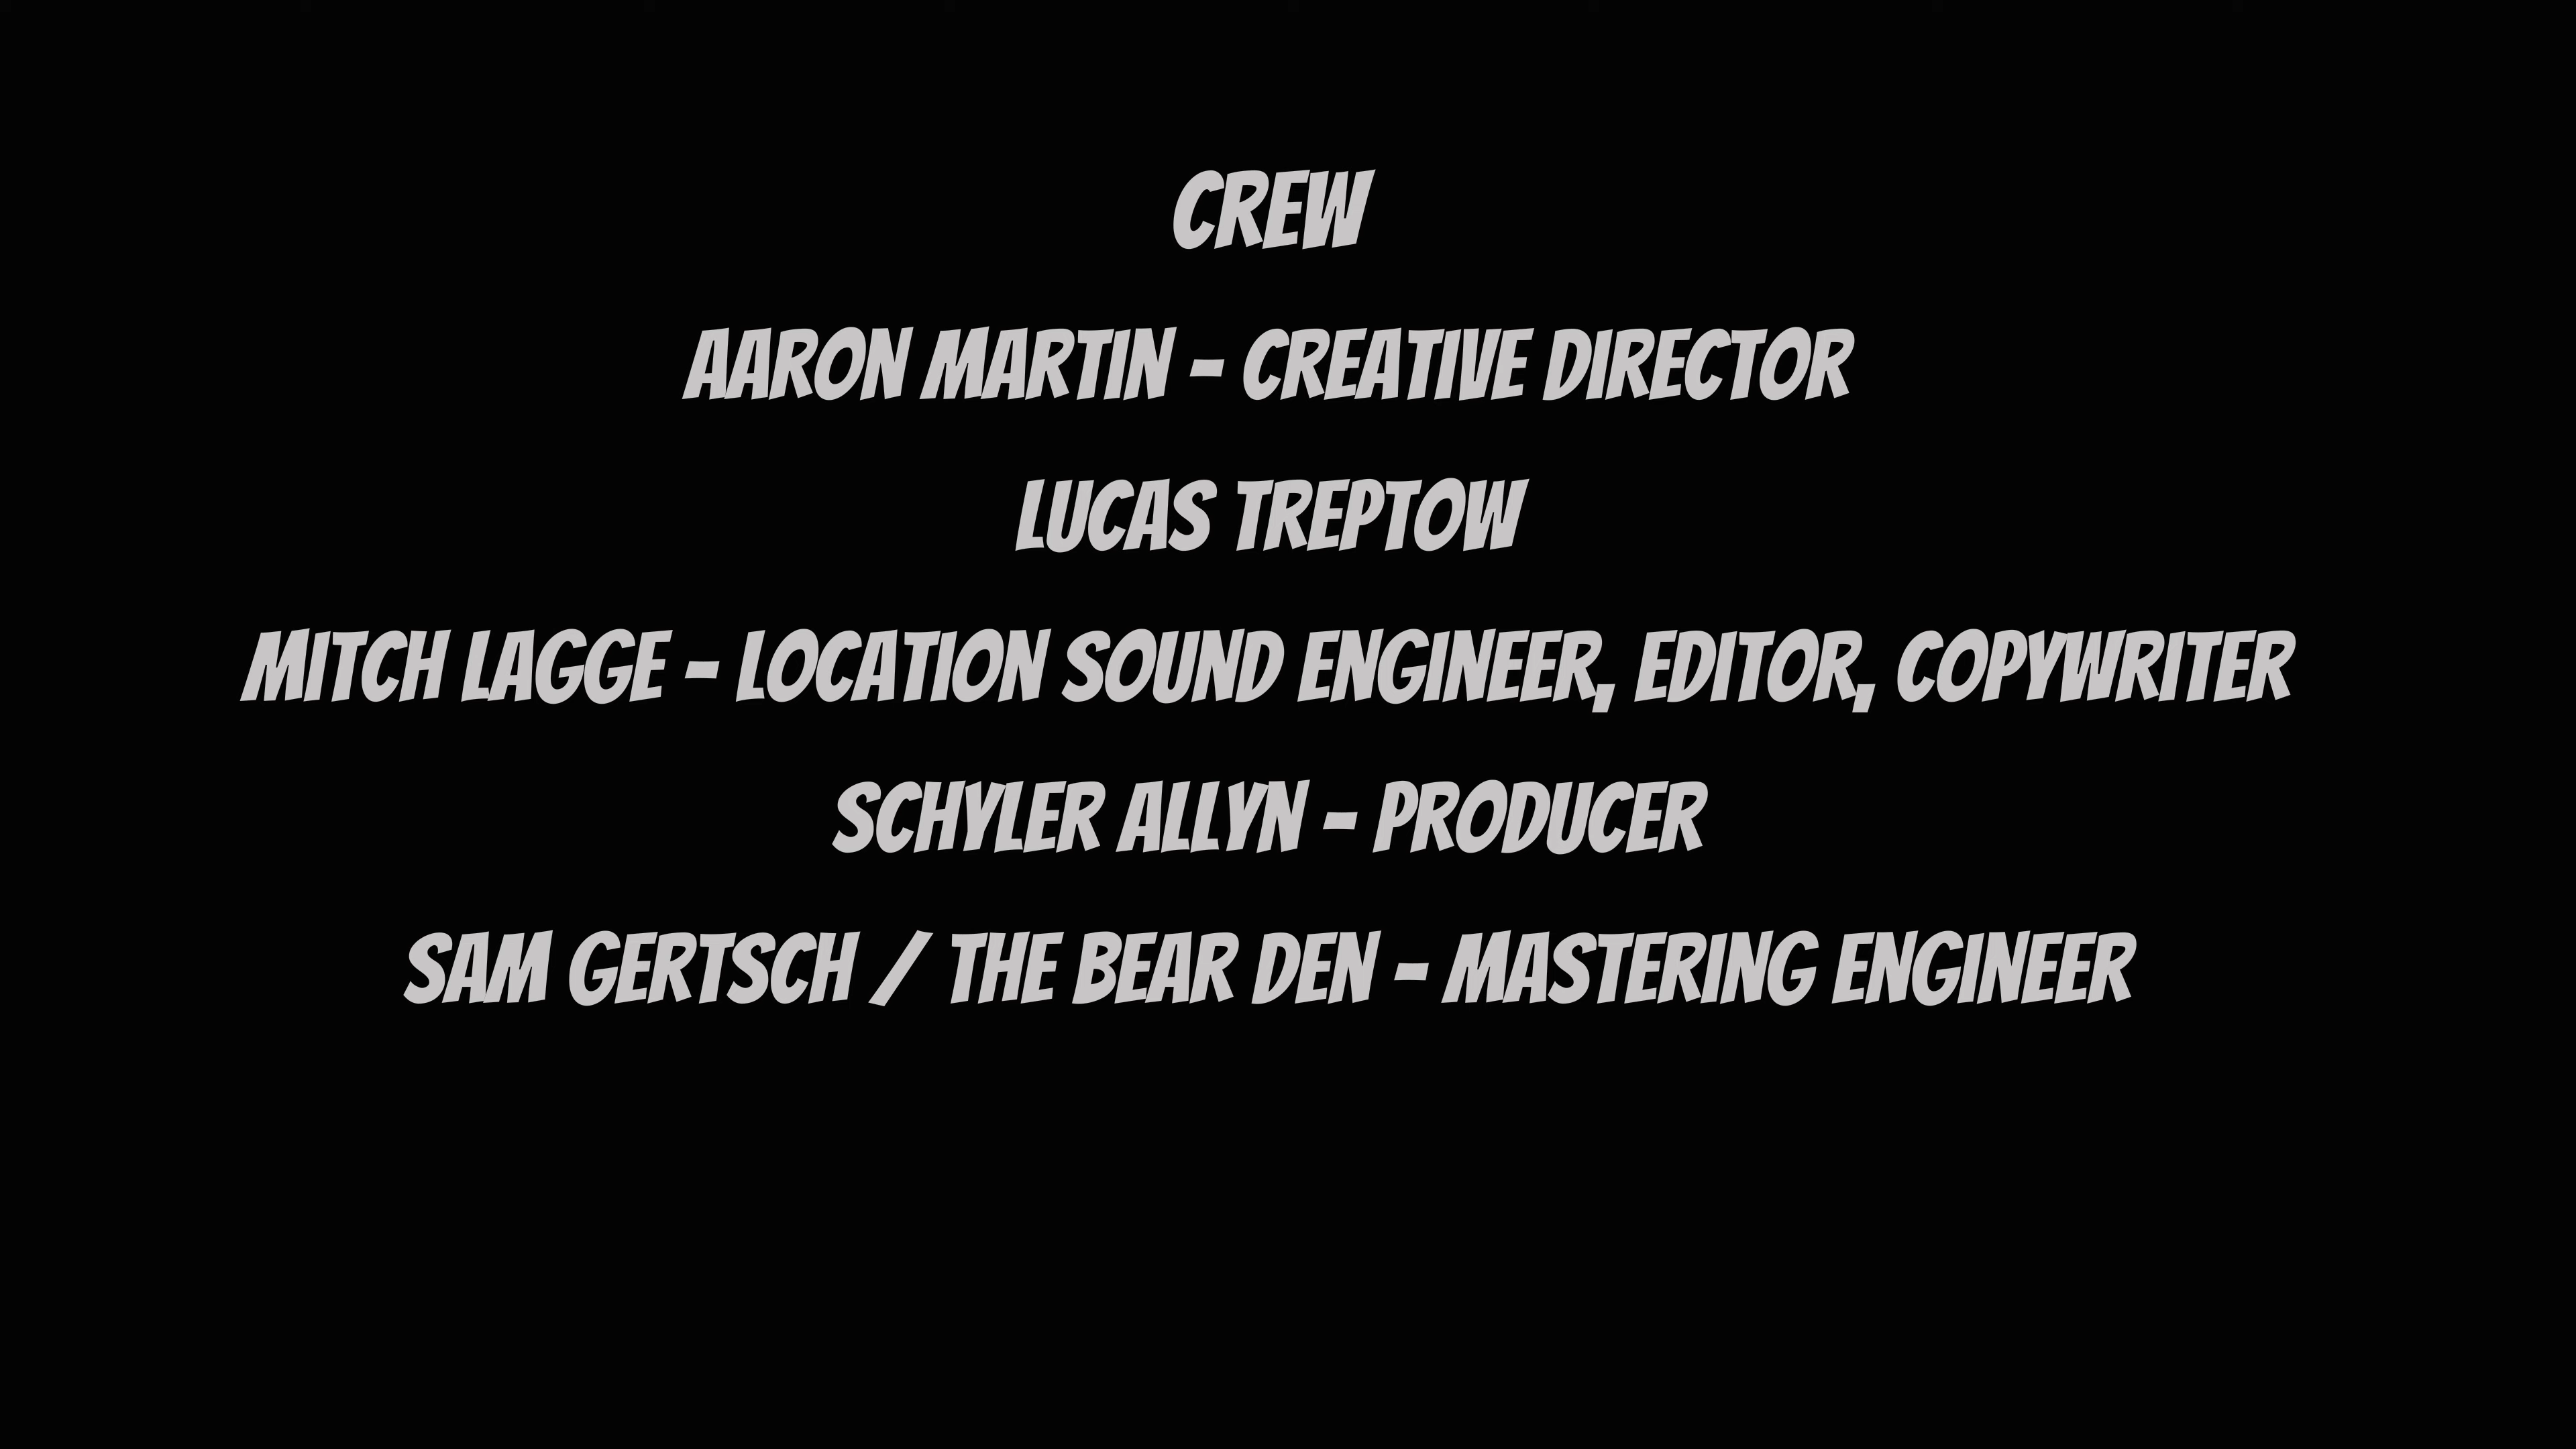 CREW
AARON MARTIN - CREATIVE DIRECTOR
LUCAS TREPTOW
MITCH LAGGE - LOCATION SOUND ENGINEER, EDITOR, COPYWRITER
SCHYLER ALLYN - PRODUCER
SAM GERTSCH / THE BEAR DEN - MASTERING ENGINEER